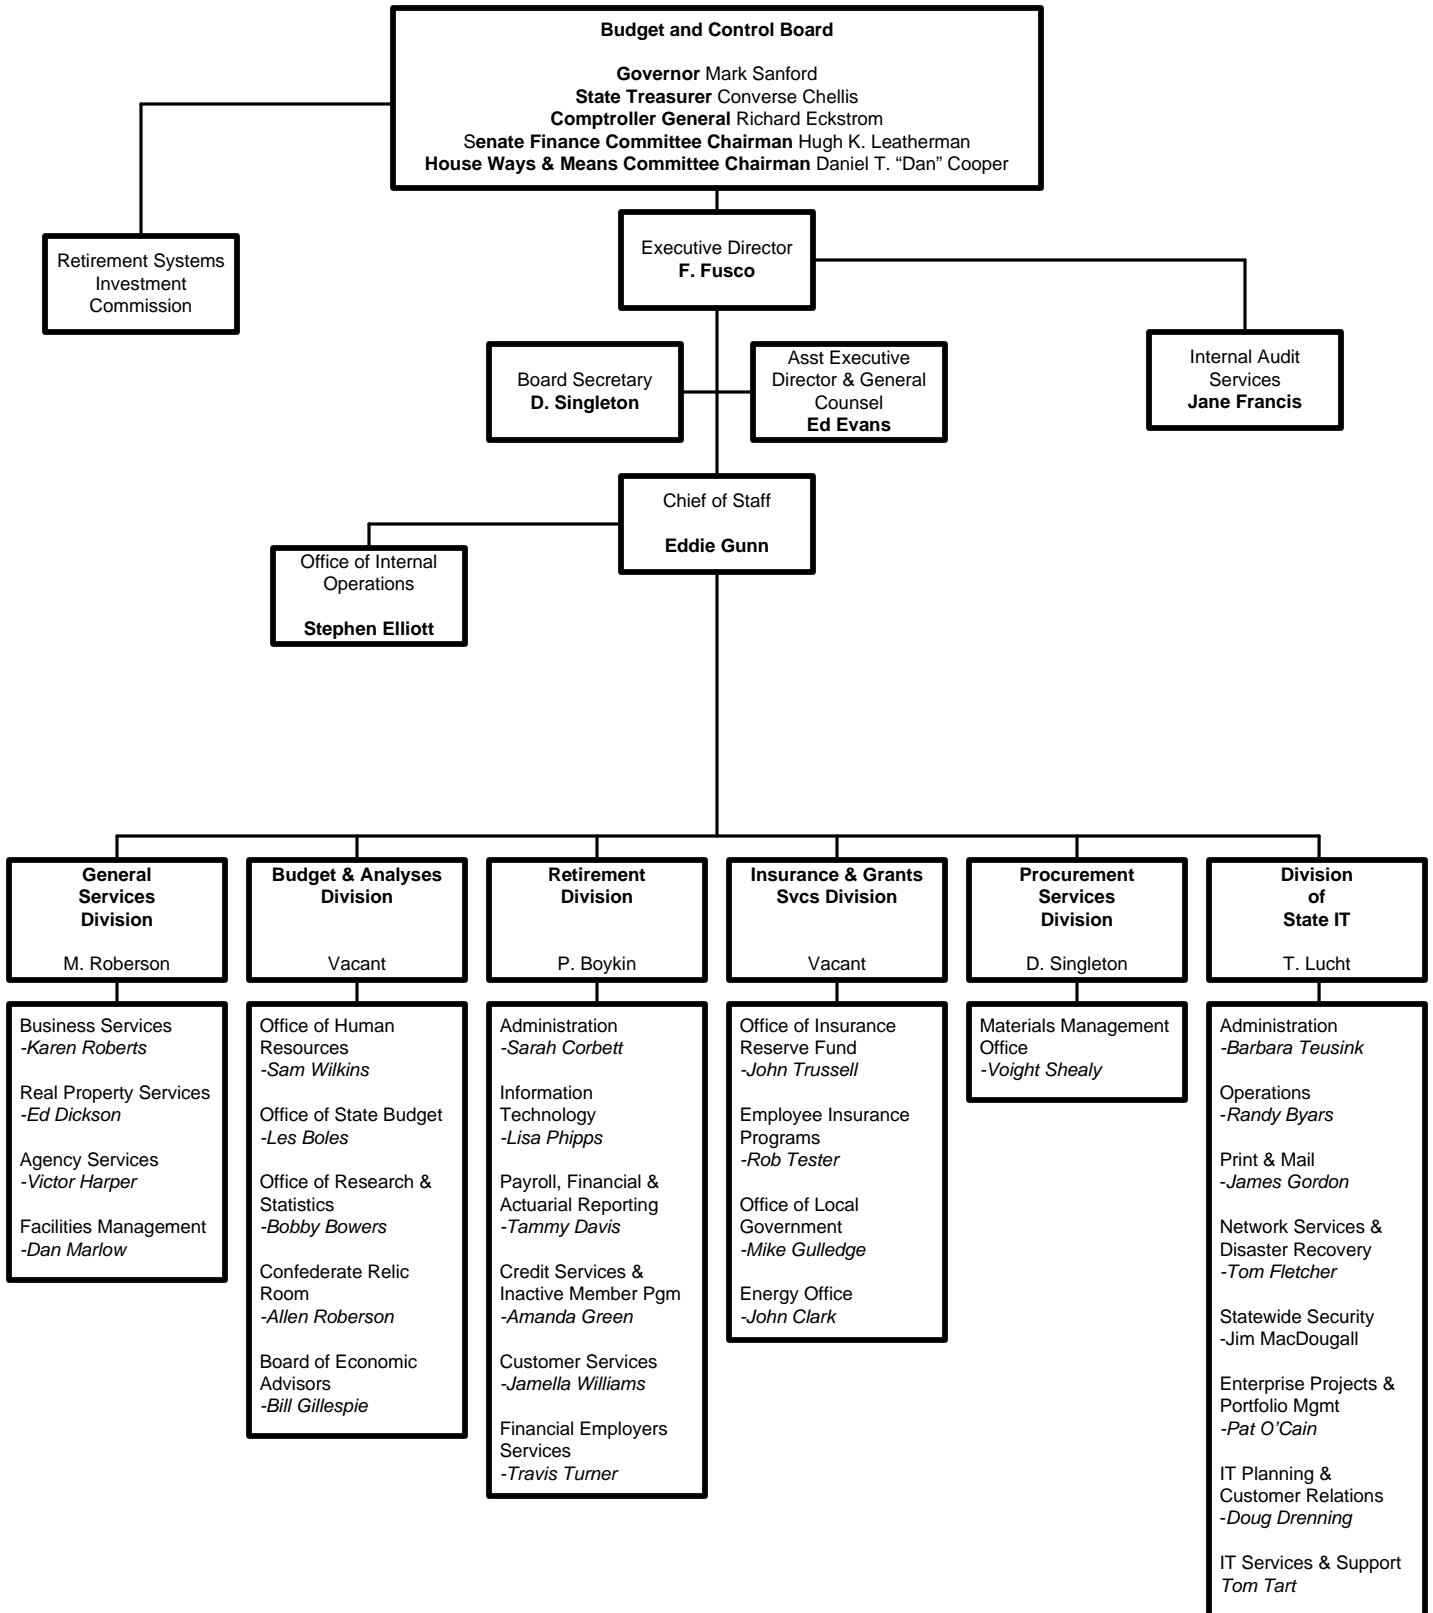 Budget and Control Board
Governor Mark Sanford
State Treasurer Converse Chellis
Comptroller General Richard Eckstrom
Senate Finance Committee Chairman Hugh K. Leatherman
House Ways & Means Committee Chairman Daniel T. “Dan” Cooper
Retirement Systems
Investment
Commission
Executive Director
F. Fusco
Board Secretary
D. Singleton
Asst Executive
Director & General
Counsel
Ed Evans
Internal Audit
Services
Jane Francis
Chief of Staff
Eddie Gunn
Office of Internal
Operations
Stephen Elliott
General
Services
Division
M. Roberson
Business Services
-Karen Roberts
Real Property Services
-Ed Dickson
Agency Services
-Victor Harper
Facilities Management
-Dan Marlow
Budget & Analyses
Division
Vacant
Office of Human
Resources
-Sam Wilkins
Office of State Budget
-Les Boles
Office of Research &
Statistics
-Bobby Bowers
Confederate Relic
Room
-Allen Roberson
Board of Economic
Advisors
-Bill Gillespie
Retirement
Division
P. Boykin
Administration
-Sarah Corbett
Information
Technology
-Lisa Phipps
Payroll, Financial &
Actuarial Reporting
-Tammy Davis
Credit Services &
Inactive Member Pgm
-Amanda Green
Customer Services
-Jamella Williams
Financial Employers
Services
-Travis Turner
Insurance & Grants
Svcs Division
Vacant
Office of Insurance
Reserve Fund
-John Trussell
Employee Insurance
Programs
-Rob Tester
Office of Local
Government
-Mike Gulledge
Energy Office
-John Clark
Procurement
Services
Division
D. Singleton
Materials Management
Office
-Voight Shealy
Division
of
State IT
T. Lucht
Administration
-Barbara Teusink
Operations
-Randy Byars
Print & Mail
-James Gordon
Network Services &
Disaster Recovery
-Tom Fletcher
Statewide Security
-Jim MacDougall
Enterprise Projects &
Portfolio Mgmt
-Pat O’Cain
IT Planning &
Customer Relations
-Doug Drenning
IT Services & Support
Tom Tart